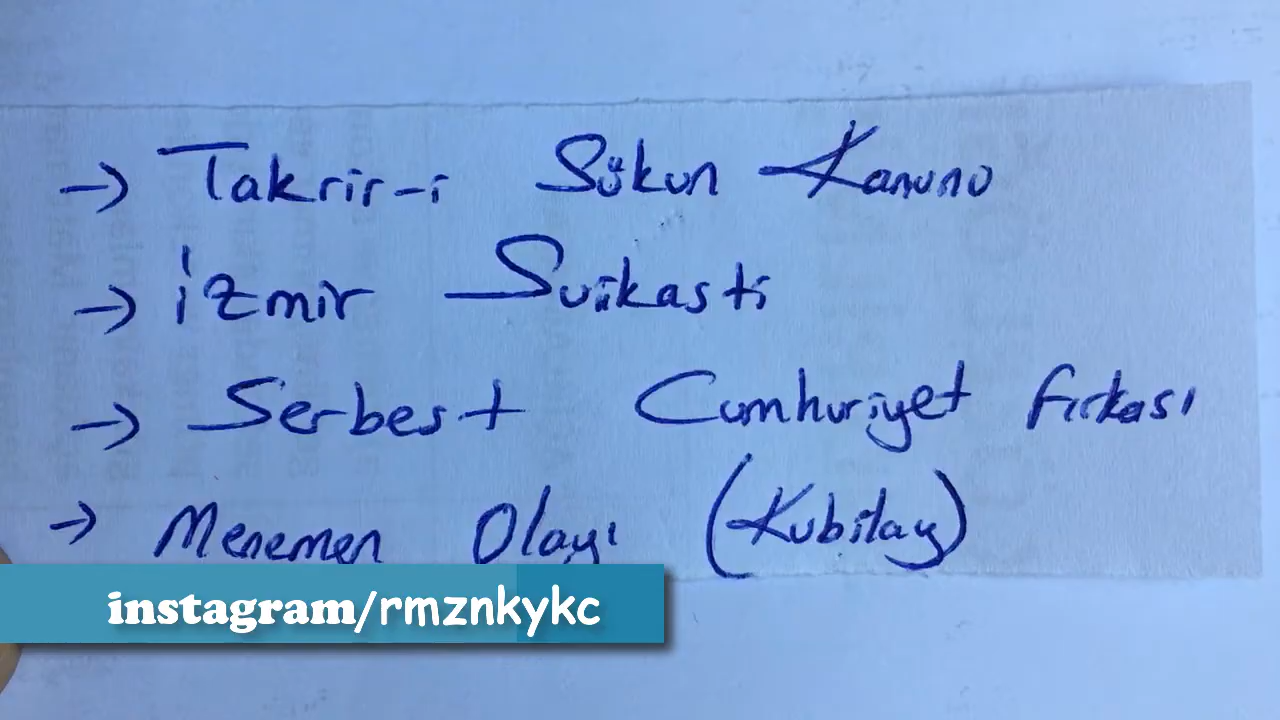 → Takrir-i Sükun Kanunu
→ İzmir Suikasti
→ Serbest Cumhuriyet fırkası
→ Menemen Olayı (Kubilay)
instagram/rmznkykc